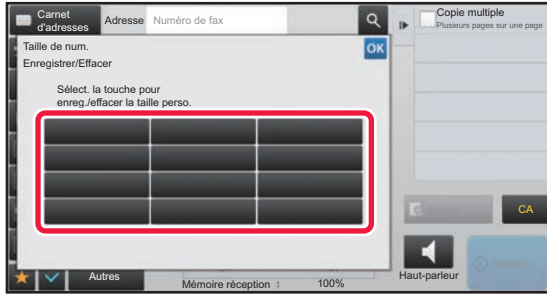 Carnet
d'adresses
Adresse
Numéro de fax
Copie multiple
Plusieurs pages sur une page
Taille de num.
OK
Enregistrer/Effacer
Sélect. la touche pour
enreg./effacer la taille perso.
CA
Départ
Autres
Mémoire réception :
100%
Haut-parleur